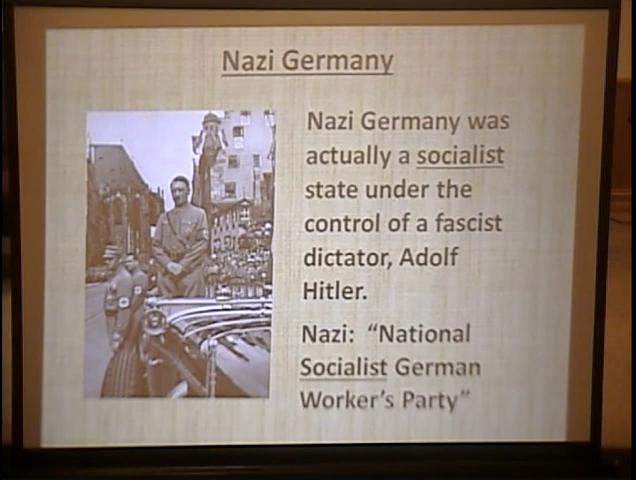 Nazi Germany
Nazi Germany was
actually a socialist
state under the
control of a fascist
dictator, Adolf
Hitler.
Nazi: “National
Socialist German
Worker’s Party”